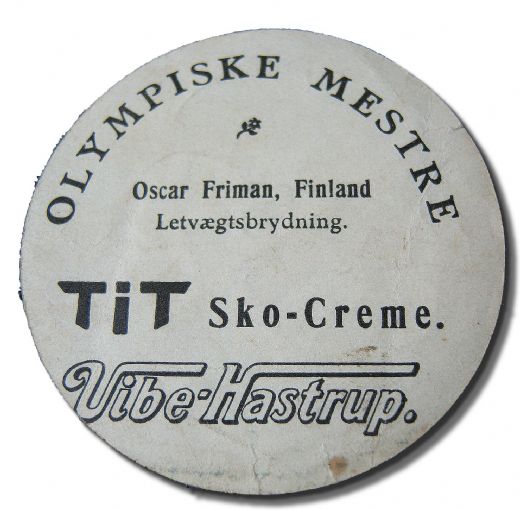 OLYMPISKE MESTRE
Oscar Friman, Finland
Letvægtsbrydning.
TiT Sko-Creme.
Vibe-Hastrup.